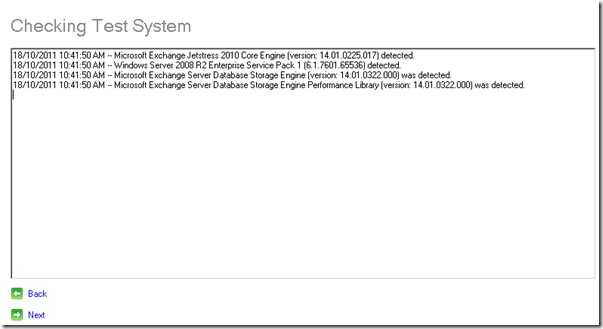 Checking Test System
18/10/2011 10:41:50 AM -- Microsoft Exchange Jetstress 2010 Core Engine (version: 14.01.0225.017) detected.
18/10/2011 10:41:50 AM -- Windows Server 2008 R2 Enterprise Service Pack 1 (6.1.7601.65536) detected.
18/10/2011 10:41:50 AM -- Microsoft Exchange Server Database Storage Engine (version: 14.01.0322.000) was detected.
18/10/2011 10:41:50 AM -- Microsoft Exchange Server Database Storage Engine Performance Library (version: 14.01.0322.000) was detected.
Back
Next